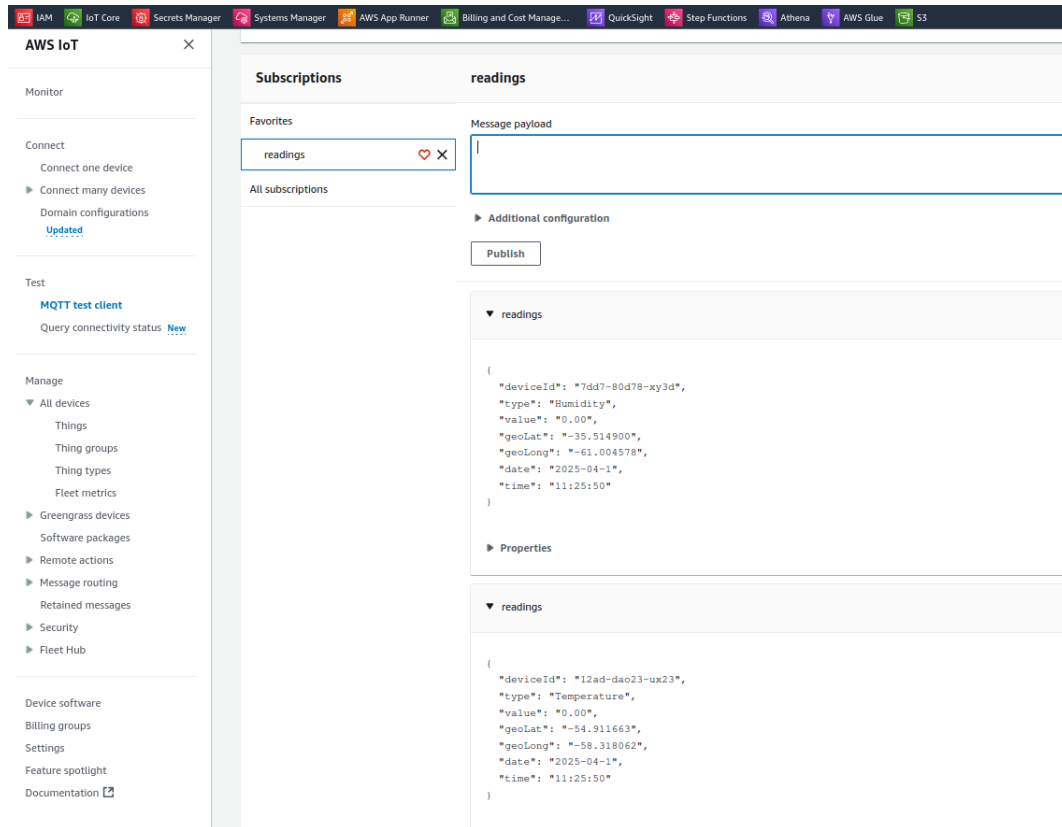 IAM IoT Core Secrets Manager Systems Manager AWS App Runner Billing and Cost Manage... QuickSight Step Functions Athena AWS Glue S3
AWS IoT
Monitor
Connect
Connect one device
Connect many devices
Domain configurations
Updated
Test
MQTT test client
Query connectivity status New
Manage
All devices
Things
Thing groups
Thing types
Fleet metrics
Greengrass devices
Software packages
Remote actions
Message routing
Retained messages
Security
Fleet Hub
Device software
Billing groups
Settings
Feature spotlight
Documentation
Subscriptions
Favorites
readings
All subscriptions
readings
Message payload
Additional configuration
Publish
readings
{
"deviceId": "7dd7-80d78-xy3d",
"type": "Humidity",
"value": "0.00",
"geoLat": "-35.514900",
"geoLong": "-61.004578",
"date": "2025-04-1",
"time": "11:25:50"
}
Properties
readings
{
"deviceId": "12ad-dao23-ux23",
"type": "Temperature",
"value": "0.00",
"geoLat": "-54.911663",
"geoLong": "-58.318062",
"date": "2025-04-1",
"time": "11:25:50"
}